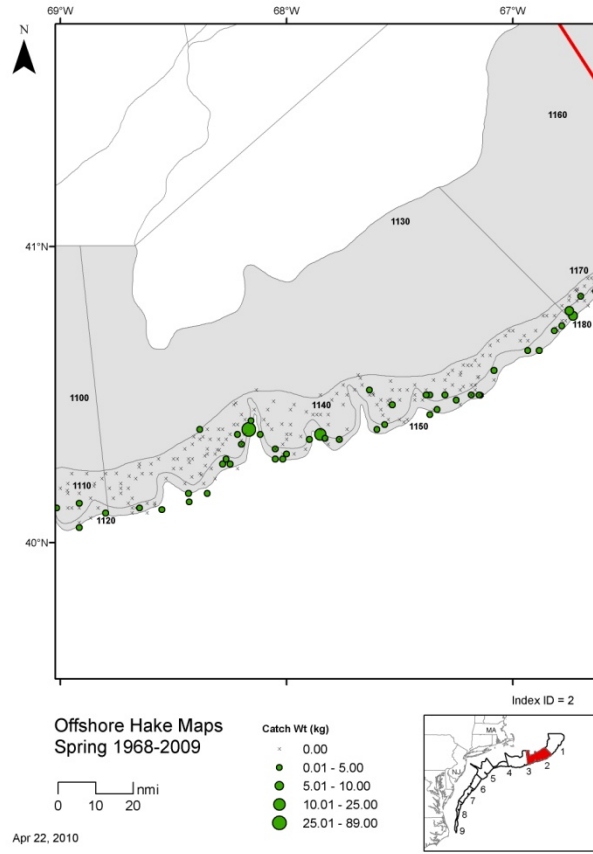 69°W 68°W 67°W
N
1160
1130
41°N
1170
1180
1100
1140
1150
1110
1120
40°N
Index ID = 2
Offshore Hake Maps
Spring 1968-2009
nmi
0 10 20
Apr 22, 2010
Catch Wt (kg)
0.00
0.01 - 5.00
5.01 - 10.00
10.01 - 25.00
25.01 - 89.00
MA
NJ
1
2
3
4
5
6
7
8
9